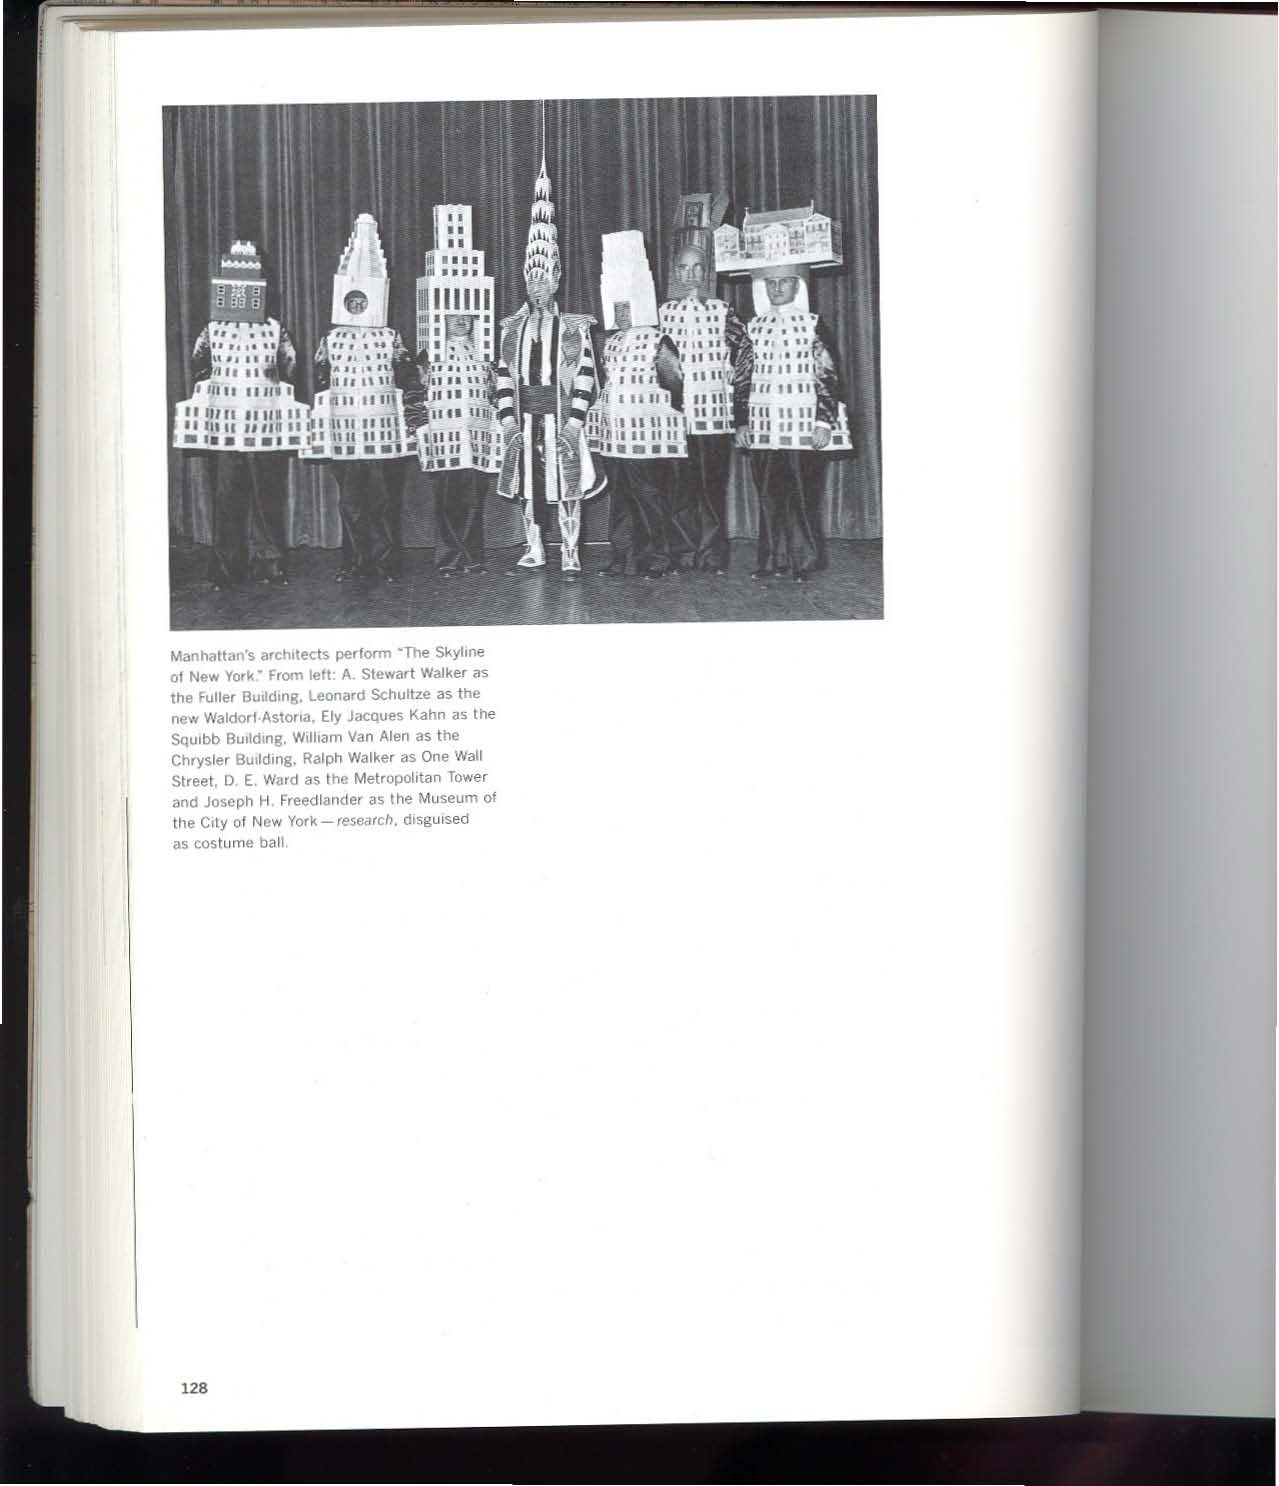 Manhattan's architects perform "The Skyline
of New York." From left: A. Stewart Walker as
the Fuller Building, Leonard Schultze as the
new Waldorf-Astoria, Ely Jacques Kahn as the
Squibb Building, William Van Alen as the
Chrysler Building, Ralph Walker as One Wall
Street, D. E. Ward as the Metropolitan Tower
and Joseph H. Freedlander as the Museum of
the City of New York — research, disguised
as costume ball.
128